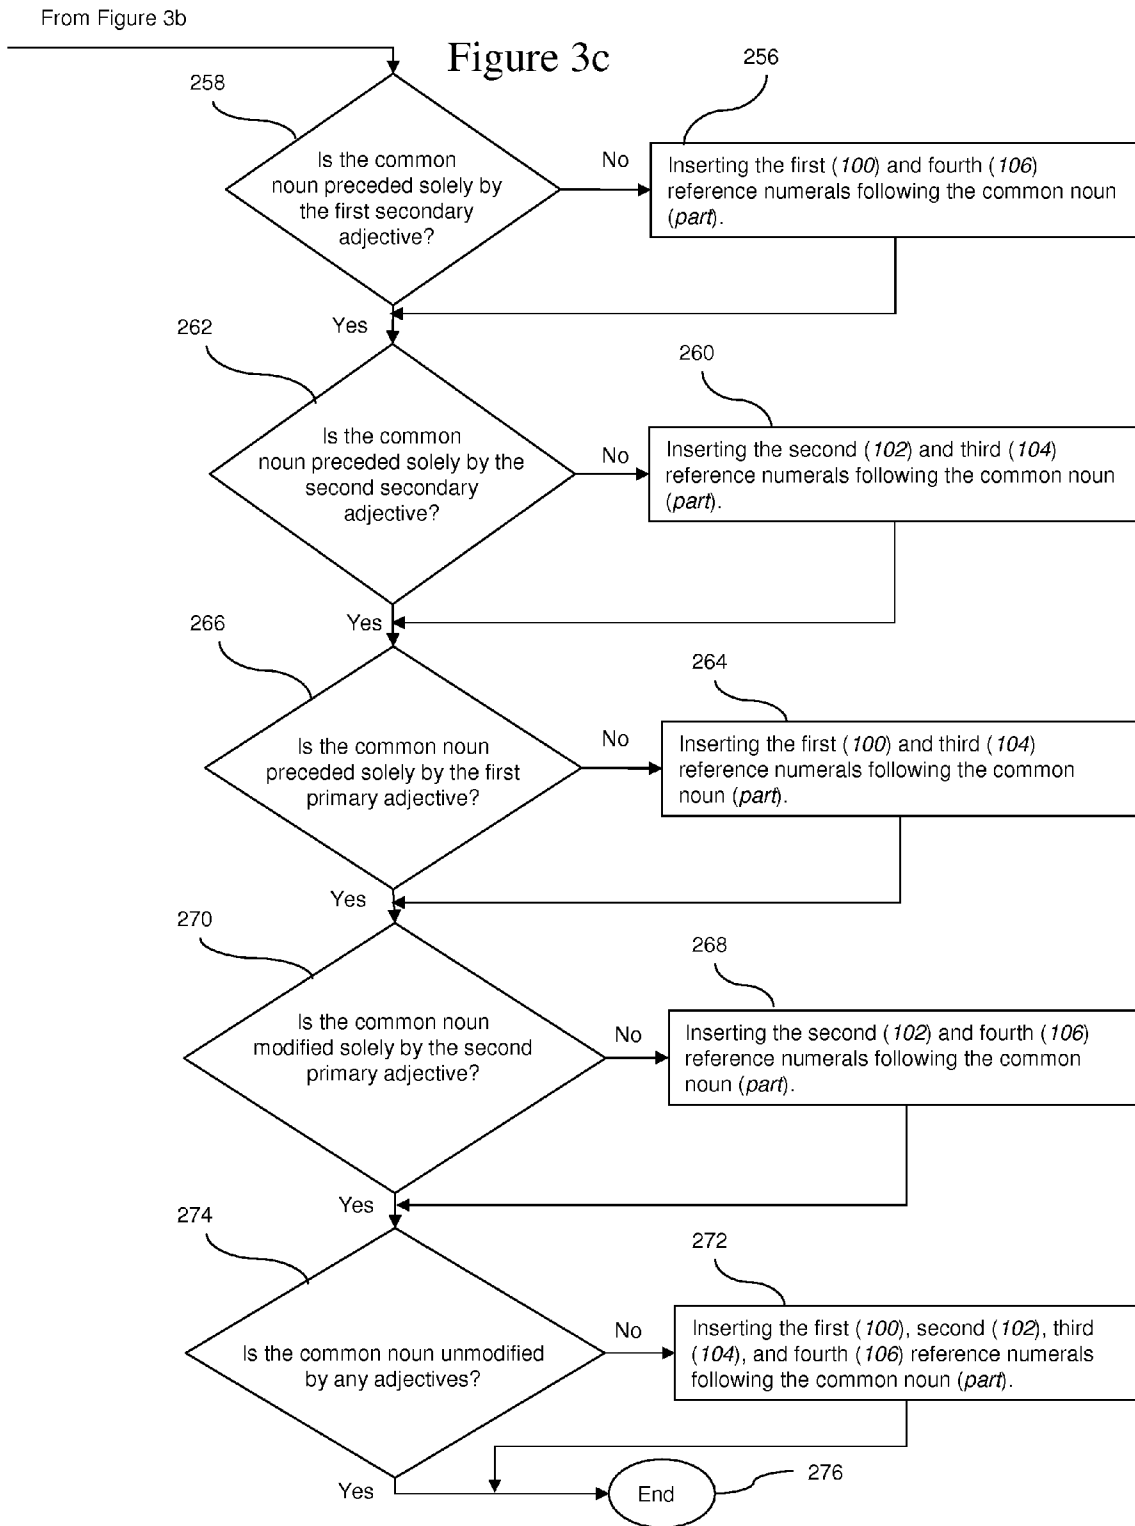 From Figure 3b
Figure 3c
258
256
Is the common
noun preceded solely by
the first secondary
adjective?
No
Inserting the first (100) and fourth (106)
reference numerals following the common noun
(part).
Yes
262
260
Is the common
noun preceded solely by the
second secondary
adjective?
No
Inserting the second (102) and third (104)
reference numerals following the common noun
(part).
Yes
266
264
Is the common noun
preceded solely by the first
primary adjective?
No
Inserting the first (100) and third (104)
reference numerals following the common
noun (part).
Yes
270
268
Is the common noun
modified solely by the second
primary adjective?
No
Inserting the second (102) and fourth (106)
reference numerals following the common
noun (part).
Yes
274
272
Is the common noun unmodified
by any adjectives?
No
Inserting the first (100), second (102), third
(104), and fourth (106) reference numerals
following the common noun (part).
Yes
End
276